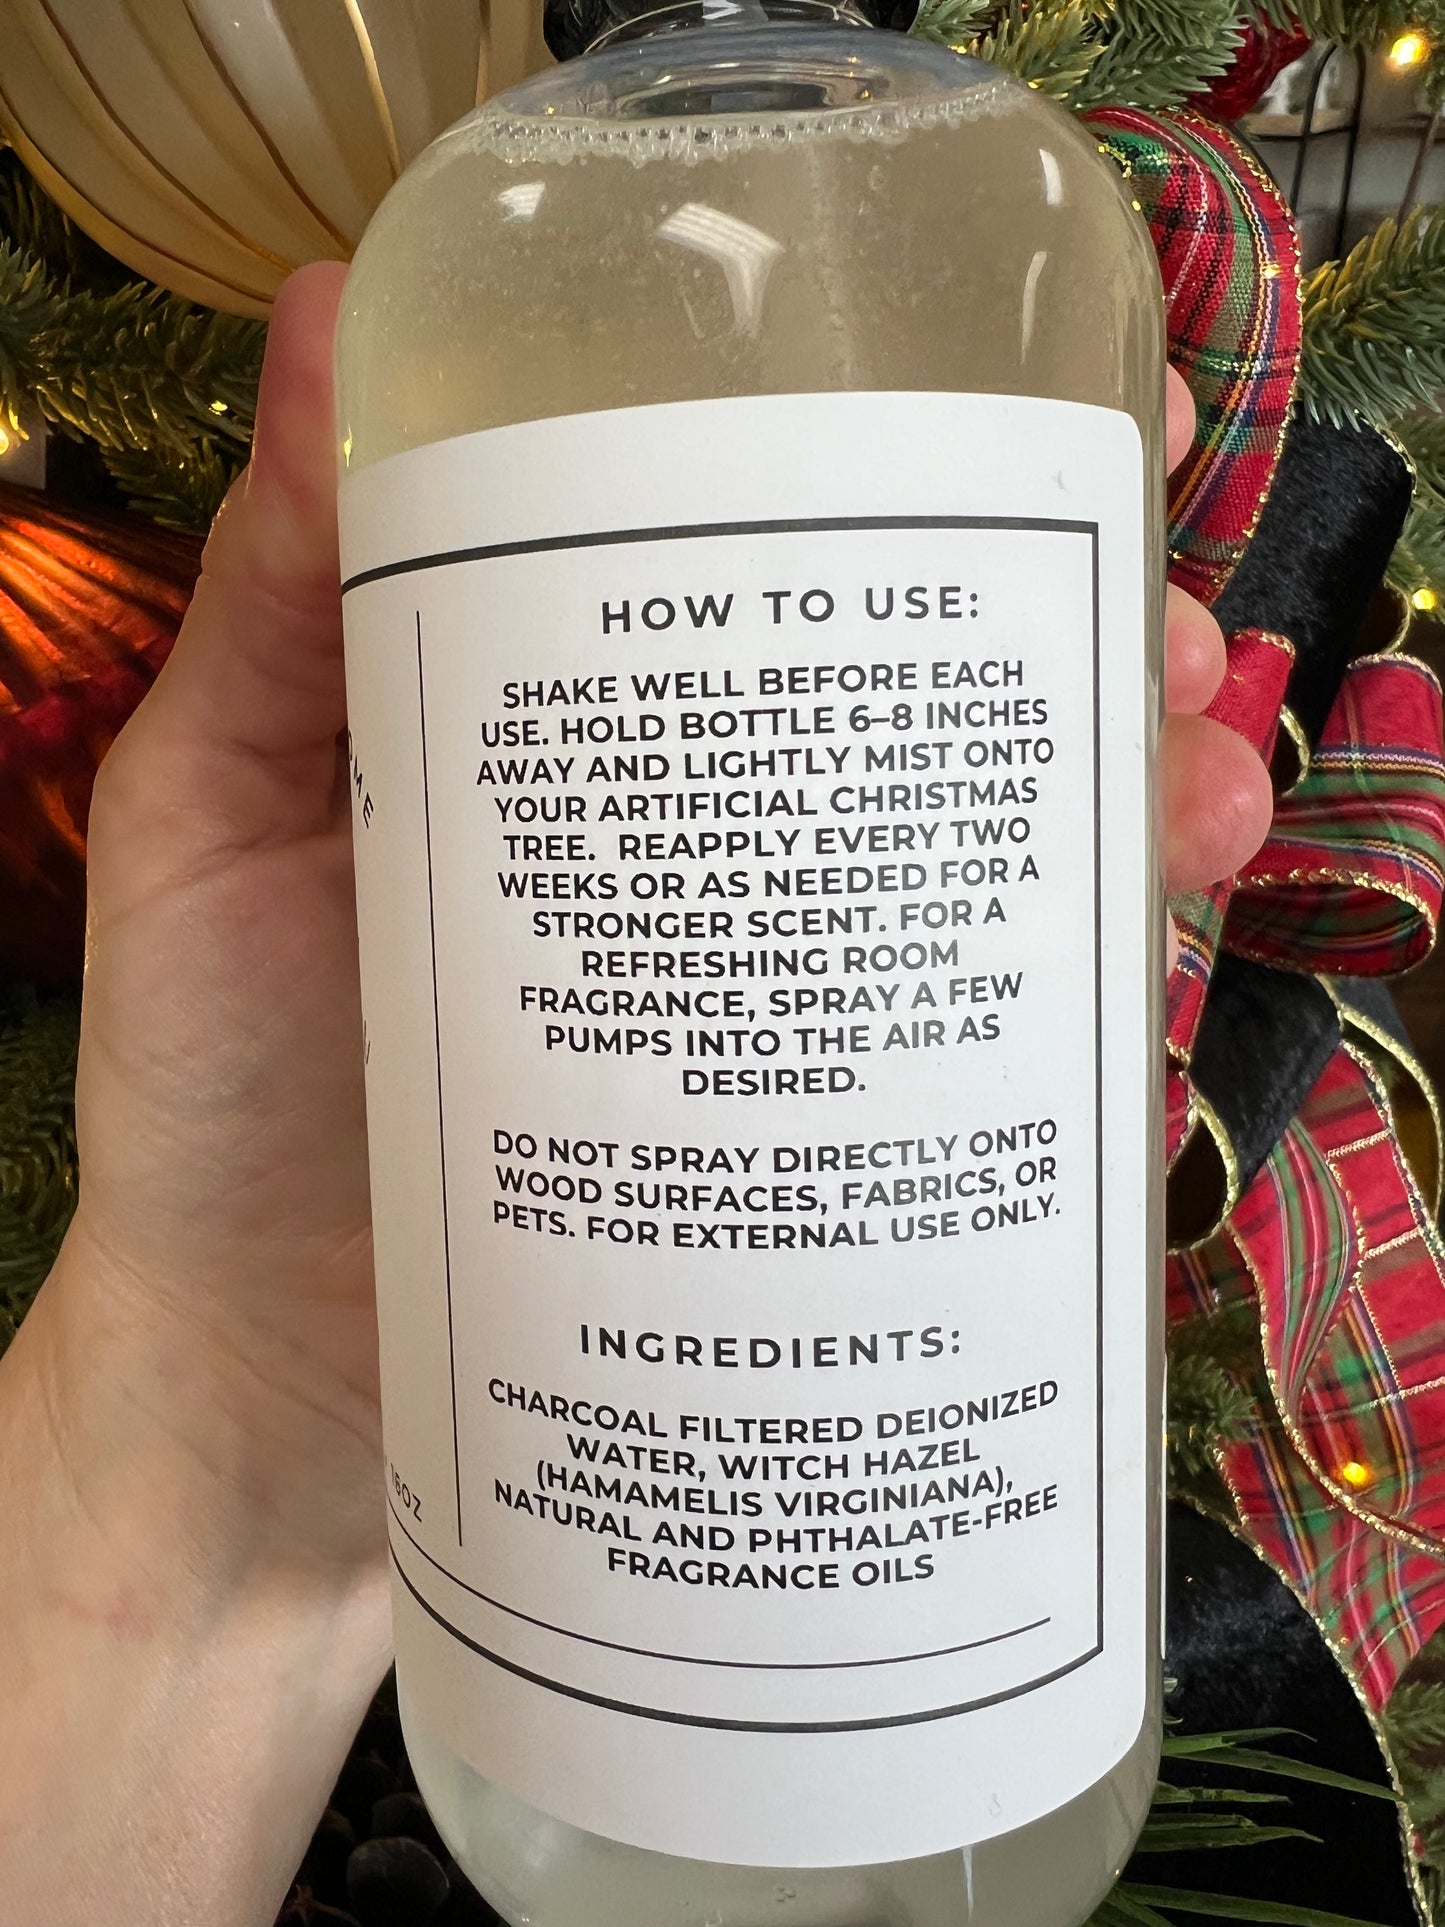 HOW TO USE:
SHAKE WELL BEFORE EACH
USE. HOLD BOTTLE 6–8 INCHES
AWAY AND LIGHTLY MIST ONTO
YOUR ARTIFICIAL CHRISTMAS
TREE. REAPPLY EVERY TWO
WEEKS OR AS NEEDED FOR A
STRONGER SCENT. FOR A
REFRESHING ROOM
FRAGRANCE, SPRAY A FEW
PUMPS INTO THE AIR AS
DESIRED.
DO NOT SPRAY DIRECTLY ONTO
WOOD SURFACES, FABRICS, OR
PETS. FOR EXTERNAL USE ONLY.
INGREDIENTS:
CHARCOAL FILTERED DEIONIZED
WATER, WITCH HAZEL
(HAMAMELIS VIRGINIANA),
NATURAL AND PHTHALATE-FREE
FRAGRANCE OILS
16OZ